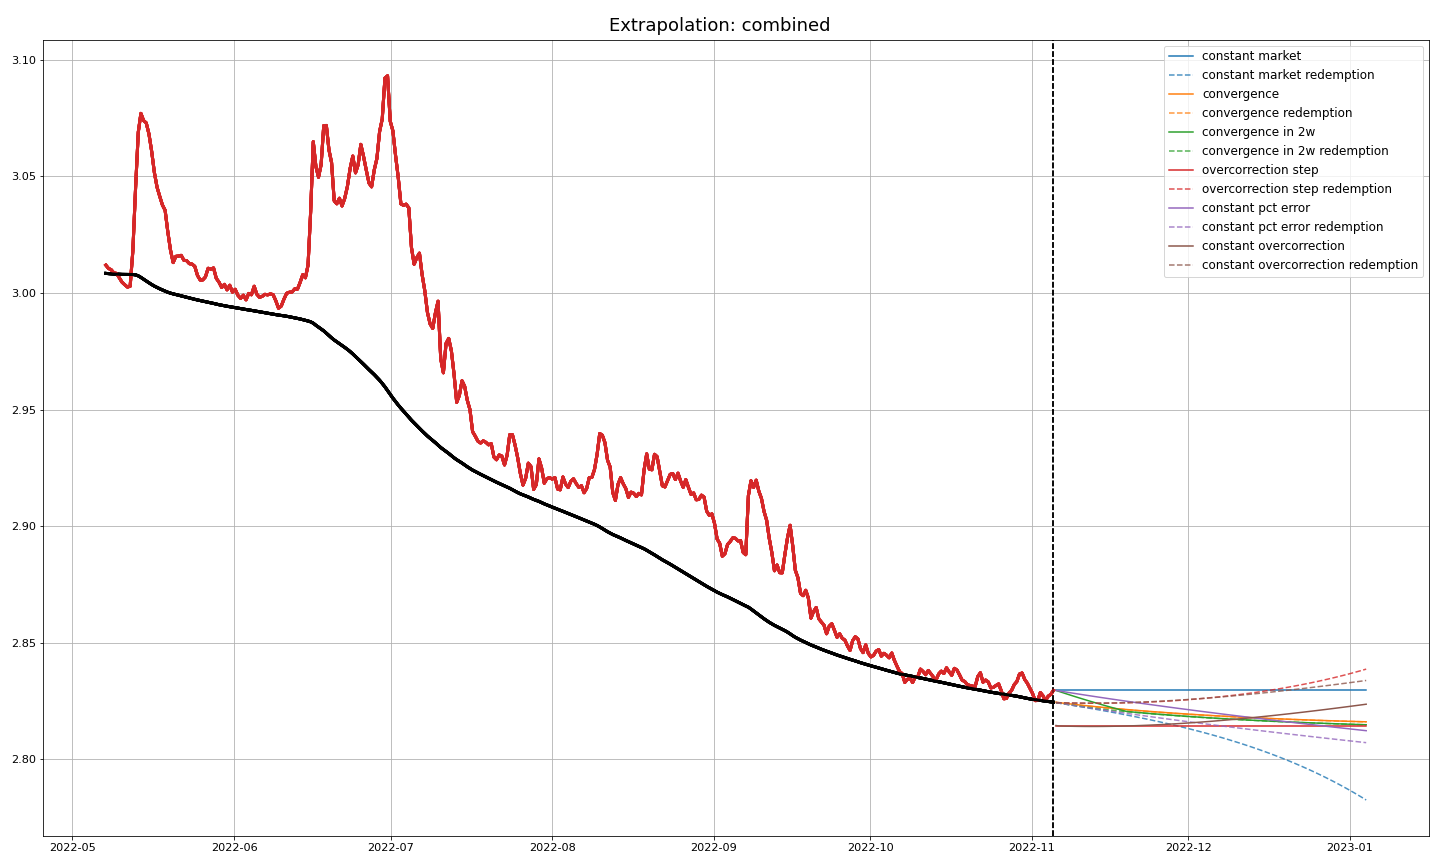 Extrapolation: combined
3.10
3.05
3.00
2.95
2.90
2.85
2.80
constant market
constant market redemption
convergence
convergence redemption
convergence in 2w
convergence in 2w redemption
overcorrection step
overcorrection step redemption
constant pct error
constant pct error redemption
constant overcorrection
constant overcorrection redemption
2022-05 2022-06 2022-07 2022-08 2022-09 2022-10 2022-11 2022-12 2023-01